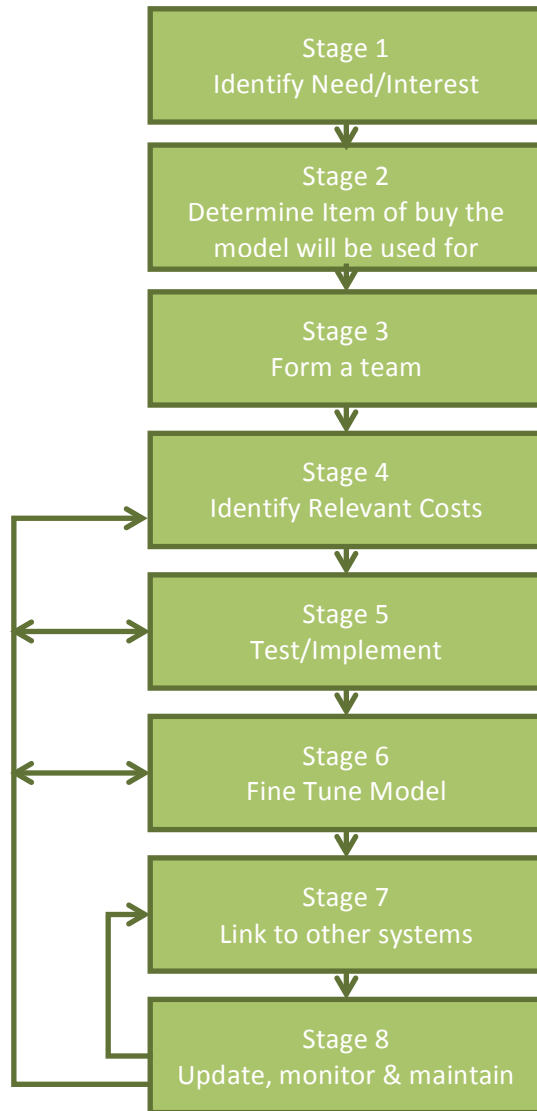 Stage 1
Identify Need/Interest
Stage 2
Determine Item of buy the
model will be used for
Stage 3
Form a team
Stage 4
Identify Relevant Costs
Stage 5
Test/Implement
Stage 6
Fine Tune Model
Stage 7
Link to other systems
Stage 8
Update, monitor & maintain